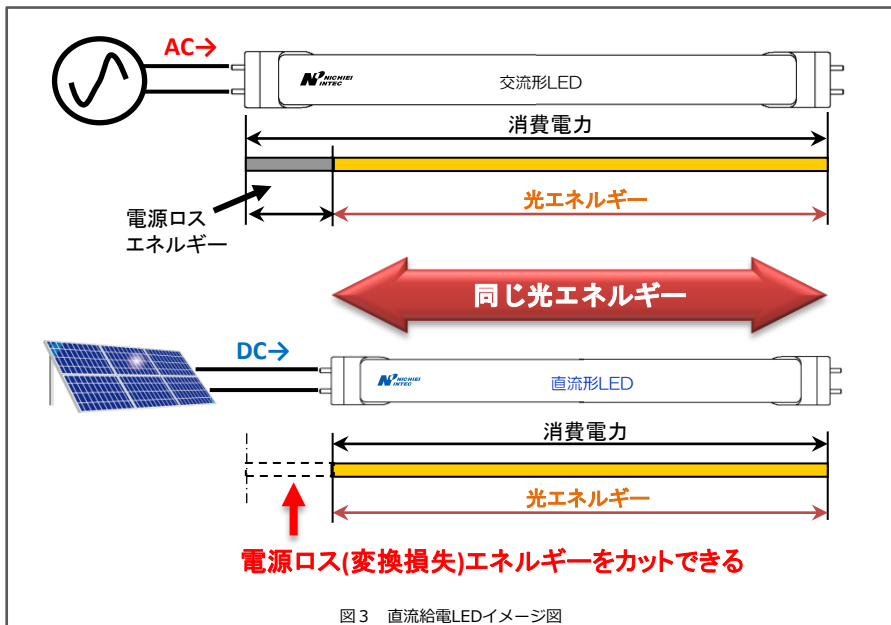 AC→
NICHIEI
INTEC
交流形LED
消費電力
電源ロス
エネルギー
光エネルギー
同じ光エネルギー
DC→
NICHIEI
INTEC
直流形LED
消費電力
光エネルギー
電源ロス(変換損失)エネルギーをカットできる
図3 直流給電LEDイメージ図